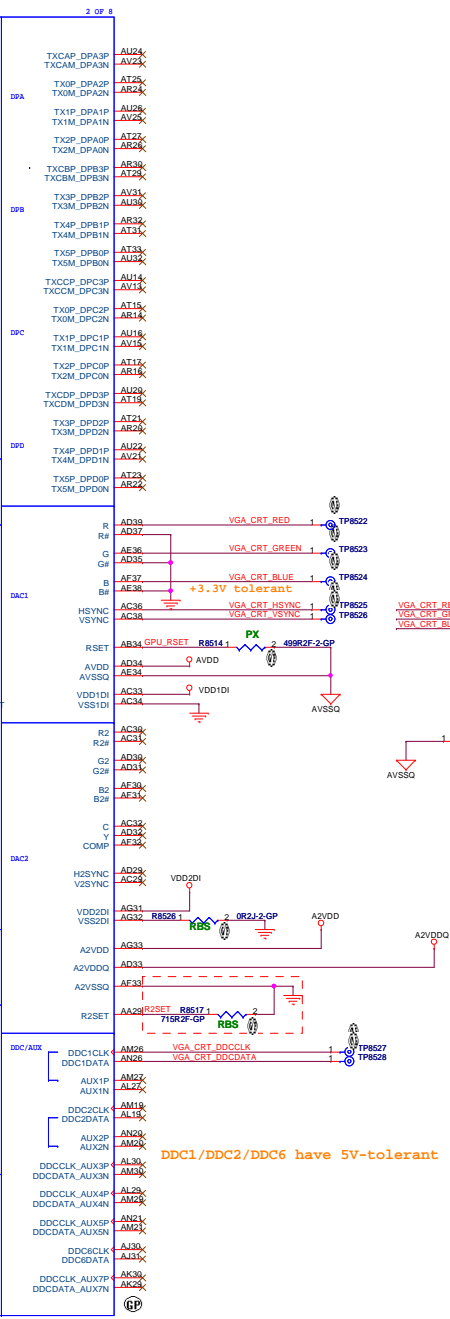 2 OF 8
TXCAP_DPA3P AU24
TXCAM_DPA3N AV23
TX0P_DPA2P AT25
DPA
TX0M_DPA2N AR24
TX1P_DPA1P AU26
TX1M_DPA1N AV25
TX2P_DPA0P AT27
TX2M_DPA0N AR26
TXCBP_DPB3P AR30
TXCBM_DPB3N AT29
TX3P_DPB2P AV31
TX3M_DPB2N AU30
DPB
TX4P_DPB1P AR32
TX4M_DPB1N AT31
TX5P_DPB0P AT33
TX5M_DPB0N AU32
TXCCP_DPC3P AU14
TXCCM_DPC3N AV13
TX0P_DPC2P AT15
TX0M_DPC2N AR14
DPC
TX1P_DPC1P AU16
TX1M_DPC1N AV15
TX2P_DPC0P AT17
TX2M_DPC0N AR16
TXCDP_DPD3P AU20
TXCDM_DPD3N AT19
TX3P_DPD2P AT21
TX3M_DPD2N AR20
DPD
TX4P_DPD1P AU22
TX4M_DPD1N AV21
TX5P_DPD0P AT23
TX5M_DPD0N AR22
R AD39 VGA_CRT_RED 1 TP8522
R# AD37
G AE36 VGA_CRT_GREEN 1 TP8523
G# AD35
B AF37 VGA_CRT_BLUE 1 TP8524
B# AE38 +3.3V tolerant
DAC1
HSYNC AC36 VGA_CRT_HSYNC 1 TP8525
VSYNC AC38 VGA_CRT_VSYNC 1 TP8526
VGA_CRT_RE
VGA_CRT_GR
VGA_CRT_BL
PX
RSET AB34 GPU_RSET R8514 1 2 499R2F-2-GP
AVDD AD34 AVDD
AVSSQ AE34
VDD1DI AC33 VDD1DI
VSS1DI AC34
AVSSQ
R2 AC30
R2# AC31
1
G2 AD30
G2# AD31
AVSSQ
B2 AF30
B2# AF31
C AC32
Y AD32
COMP AF32
DAC2
H2SYNC AD29
V2SYNC AC29
VDD2DI
VDD2DI AG31
VSS2DI AG32 R8526 1 2 0R2J-2-GP
RBS
A2VDD
A2VDDQ
A2VDD AG33
A2VDDQ AD33
A2VSSQ AF33
R2SET AA29 R2SET R8517 1 2
715R2F-GP RBS
DDC/AUX
DDC1CLK AM26 VGA_CRT_DDCCLK 1 TP8527
DDC1DATA AN26 VGA_CRT_DDCDATA 1 TP8528
AUX1P AM27
AUX1N AL27
DDC2CLK AM19
DDC2DATA AL19
AUX2P AN20
AUX2N AM20
DDC1/DDC2/DDC6 have 5V-tolerant
DDCCLK_AUX3P AL30
DDCDATA_AUX3N AM30
DDCCLK_AUX4P AL29
DDCDATA_AUX4N AM29
DDCCLK_AUX5P AN21
DDCDATA_AUX5N AM21
DDC6CLK AJ30
DDC6DATA AJ31
DDCCLK_AUX7P AK30
DDCDATA_AUX7N AK29
GP